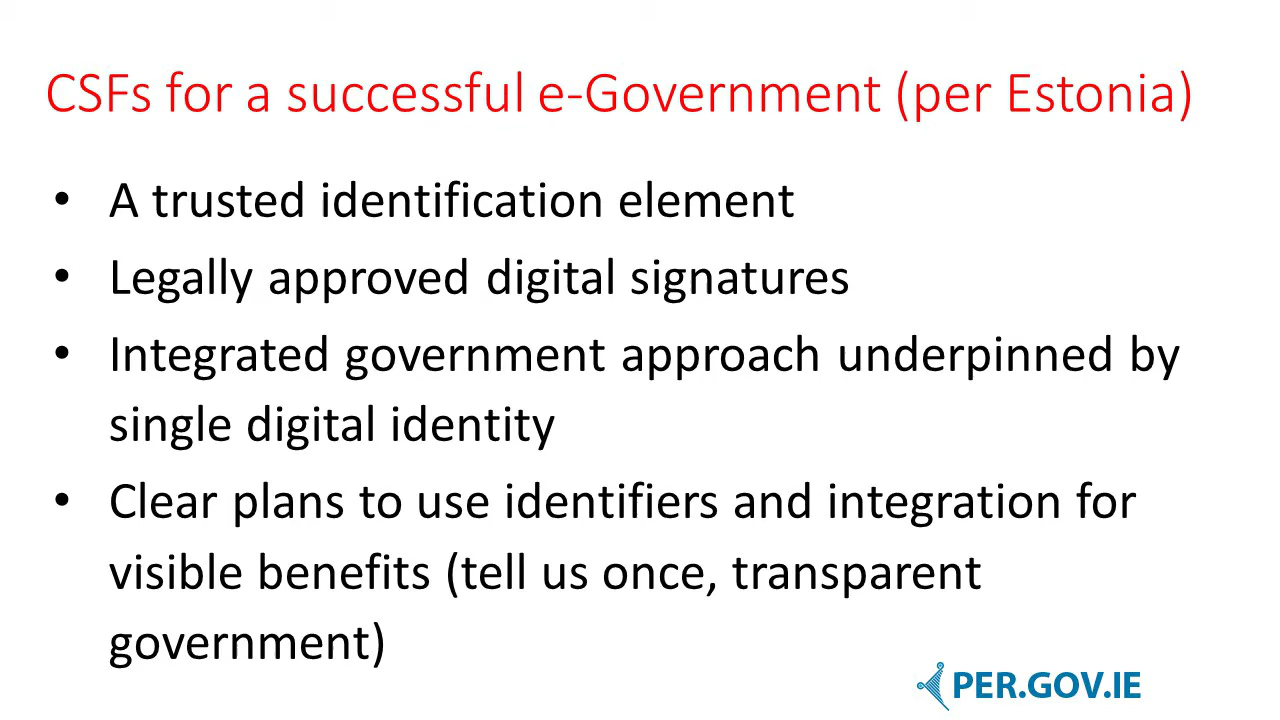 CSFs for a successful e-Government (per Estonia)
• A trusted identification element
• Legally approved digital signatures
• Integrated government approach underpinned by
single digital identity
• Clear plans to use identifiers and integration for
visible benefits (tell us once, transparent
government)
PER.GOV.IE